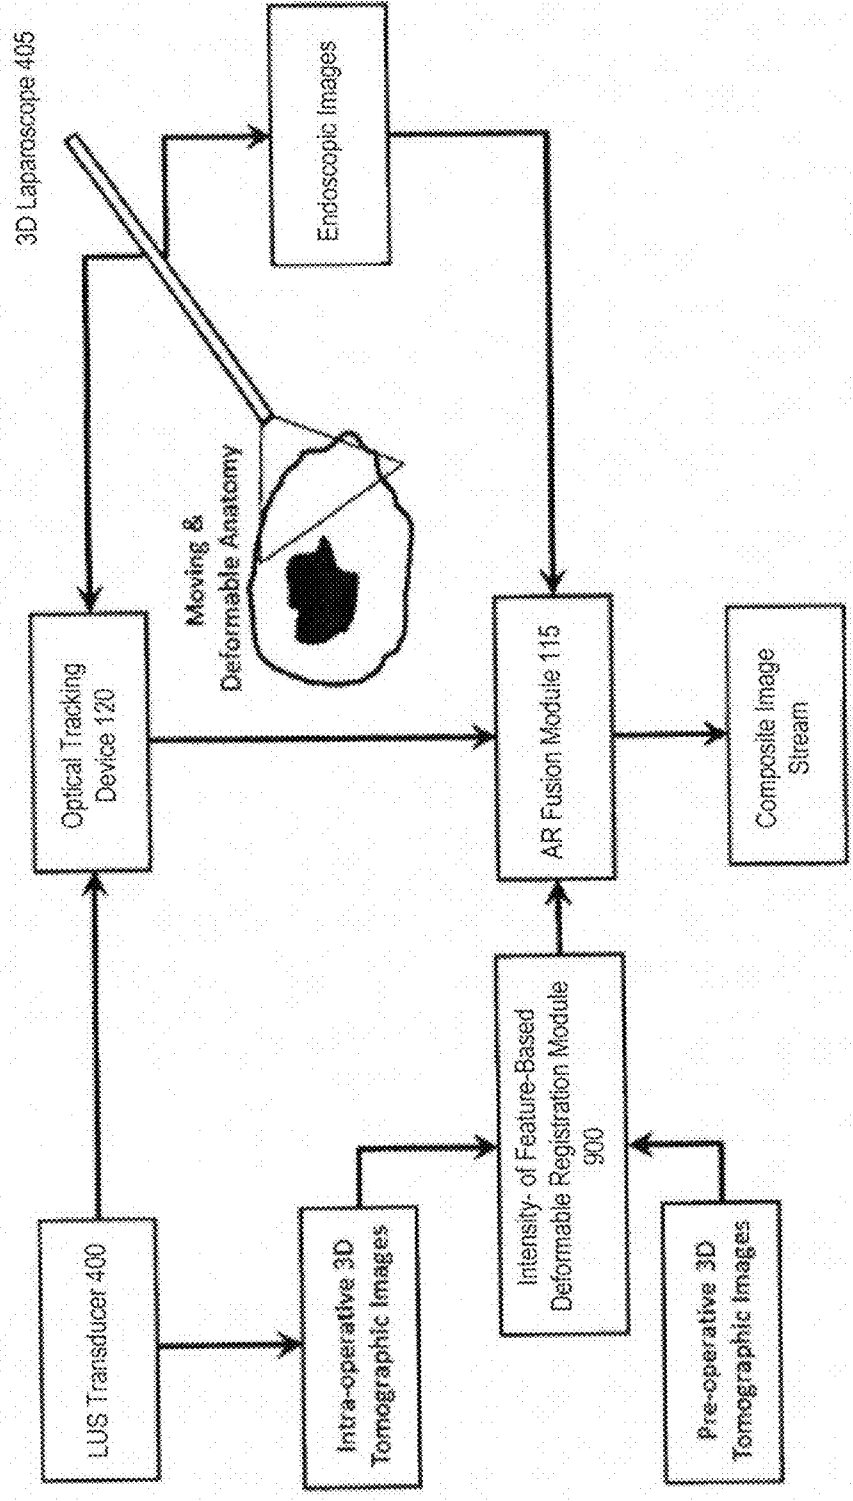 LUS Transducer 400
Optical Tracking
Device 120
3D Laparoscope 405
Moving &
Deformable Anatomy
Endoscopic Images
Intra-operative 3D
Tomographic Images
Intensity- of Feature-Based
Deformable Registration Module
900
AR Fusion Module 115
Pre-operative 3D
Tomographic Images
Composite Image
Stream